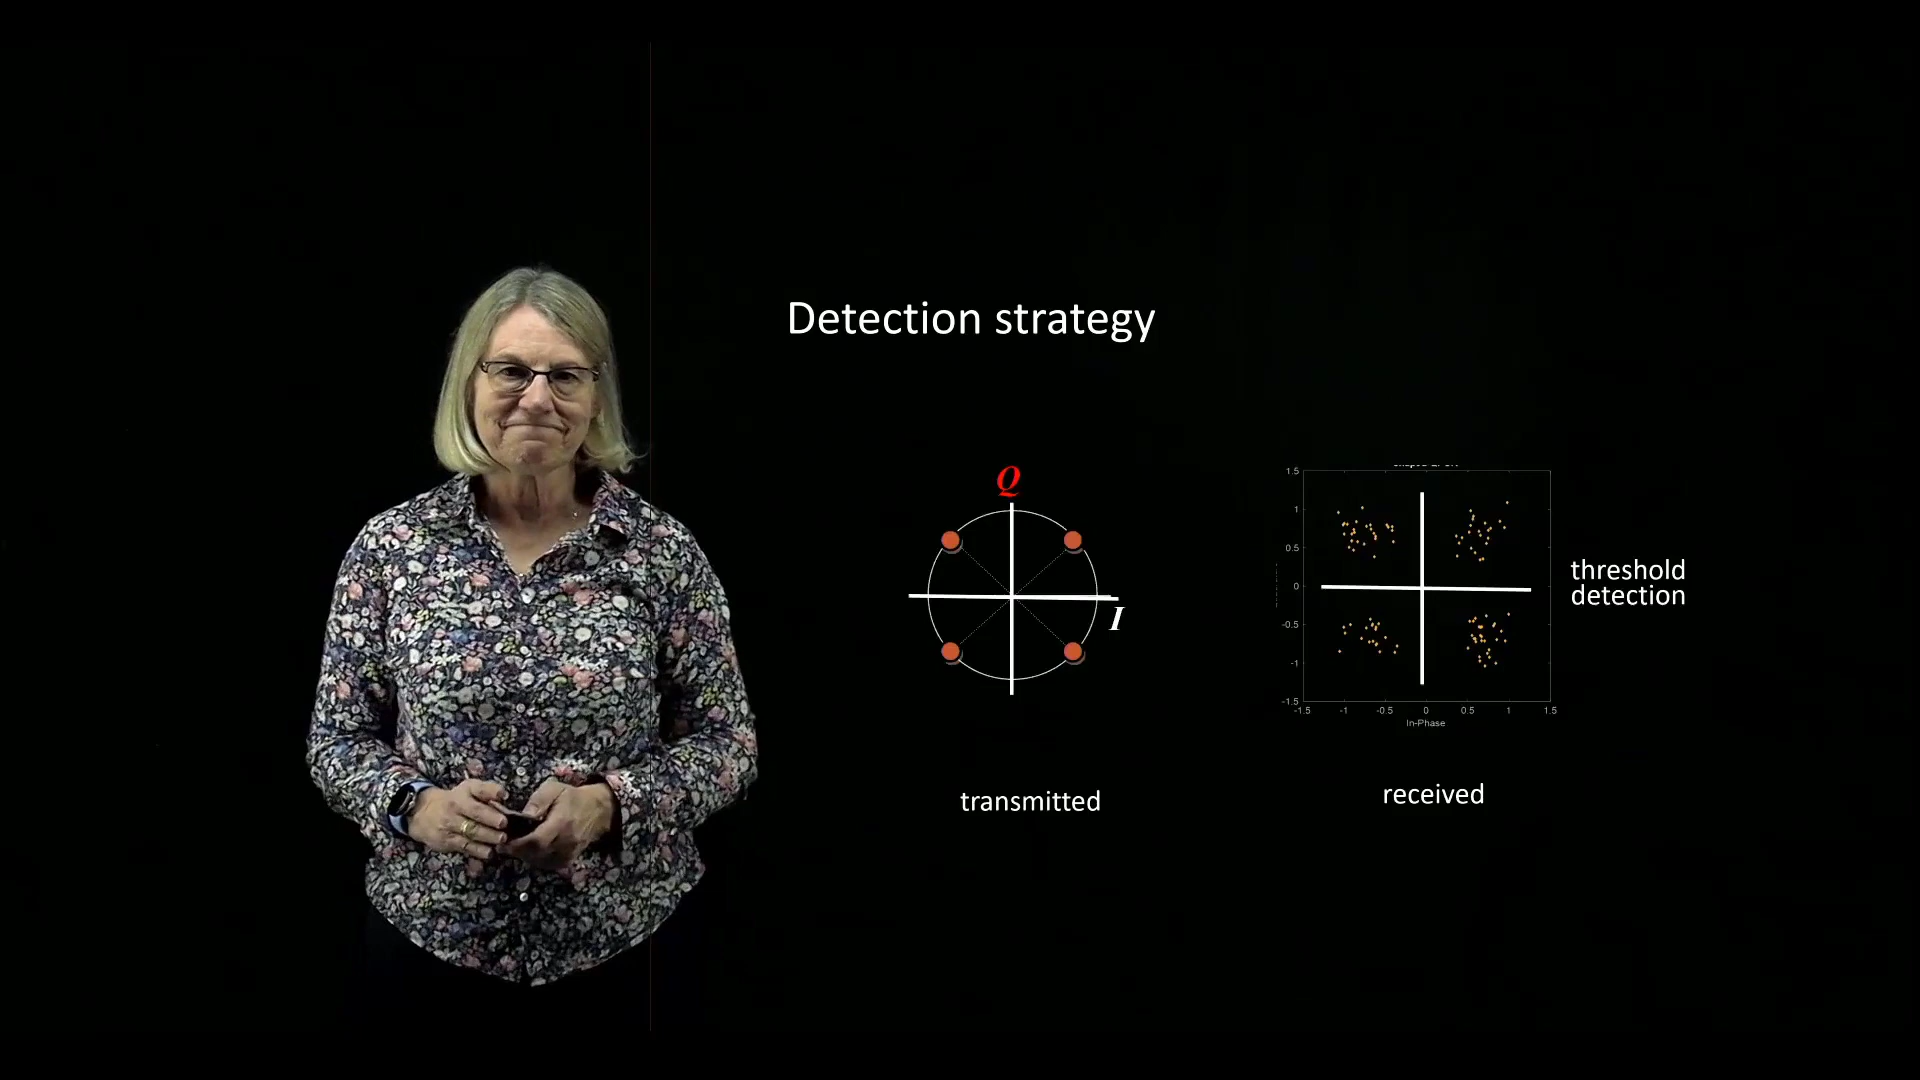 Detection strategy
Q
I
transmitted
1.5
1
0.5
0
-0.5
-1
-1.5
-1.5
-1
-0.5
0
0.5
1
1.5
In-Phase
received
threshold
detection